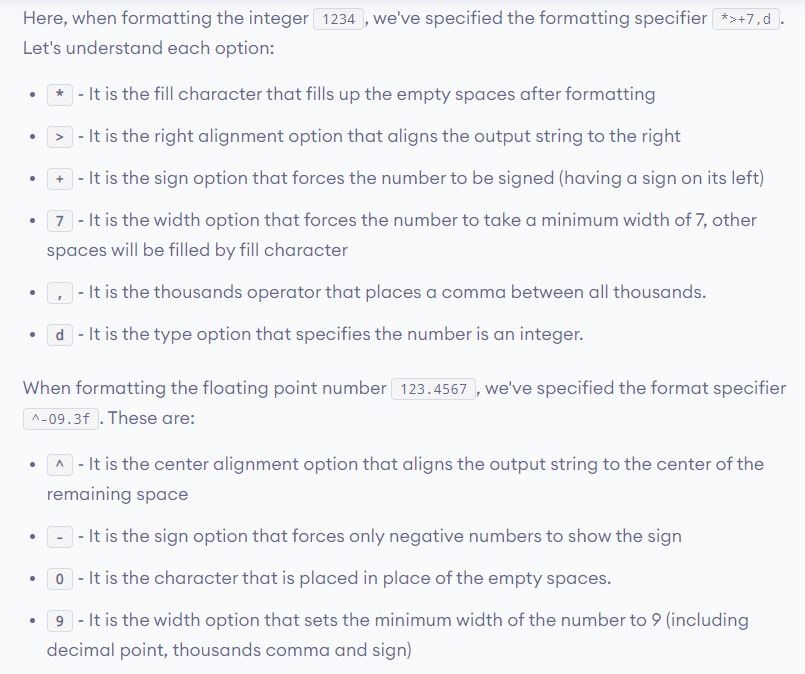 Here, when formatting the integer 1234 , we've specified the formatting specifier *>+7,d .
Let's understand each option:
• * - It is the fill character that fills up the empty spaces after formatting
• > - It is the right alignment option that aligns the output string to the right
• + - It is the sign option that forces the number to be signed (having a sign on its left)
• 7 - It is the width option that forces the number to take a minimum width of 7, other
spaces will be filled by fill character
• , - It is the thousands operator that places a comma between all thousands.
• d - It is the type option that specifies the number is an integer.
When formatting the floating point number 123.4567 , we've specified the format specifier
^-09.3f . These are:
• ^ - It is the center alignment option that aligns the output string to the center of the
remaining space
• - - It is the sign option that forces only negative numbers to show the sign
• 0 - It is the character that is placed in place of the empty spaces.
• 9 - It is the width option that sets the minimum width of the number to 9 (including
decimal point, thousands comma and sign)